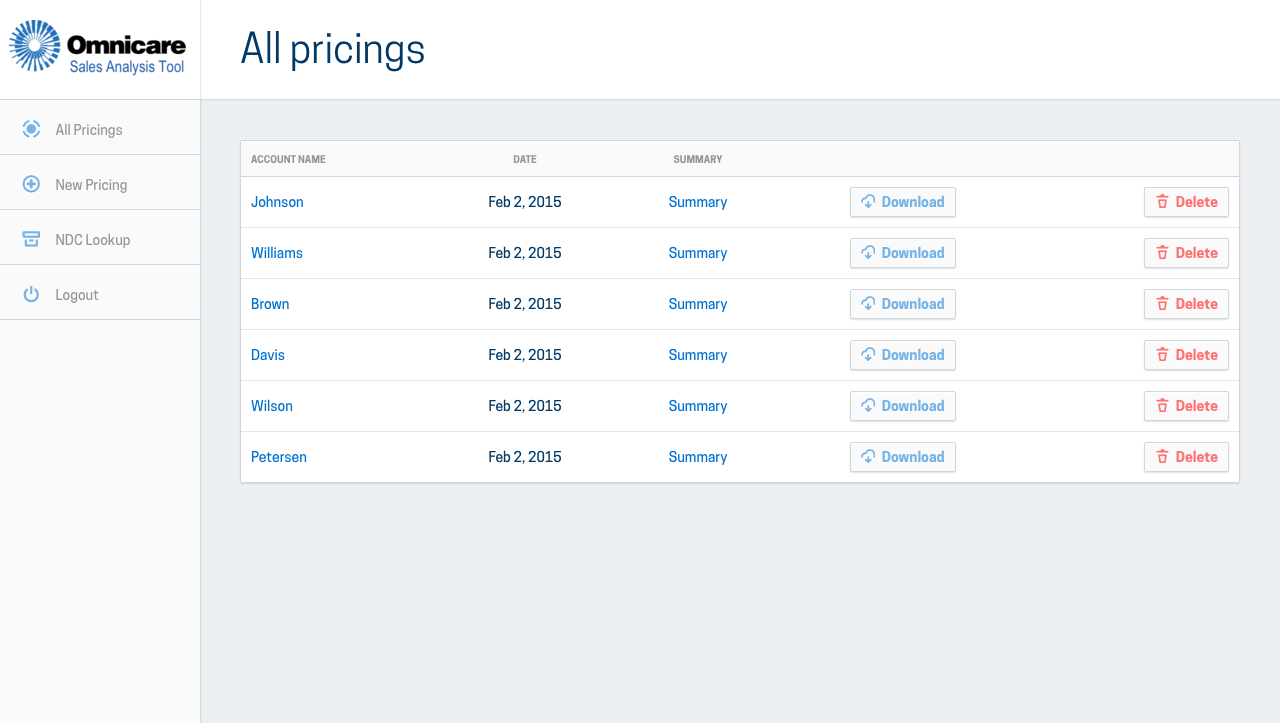 Omnicare
Sales Analysis Tool
All pricings
All Pricings
New Pricing
NDC Lookup
Logout
ACCOUNT NAME DATE SUMMARY
Johnson Feb 2, 2015 Summary Download Delete
Williams Feb 2, 2015 Summary Download Delete
Brown Feb 2, 2015 Summary Download Delete
Davis Feb 2, 2015 Summary Download Delete
Wilson Feb 2, 2015 Summary Download Delete
Petersen Feb 2, 2015 Summary Download Delete